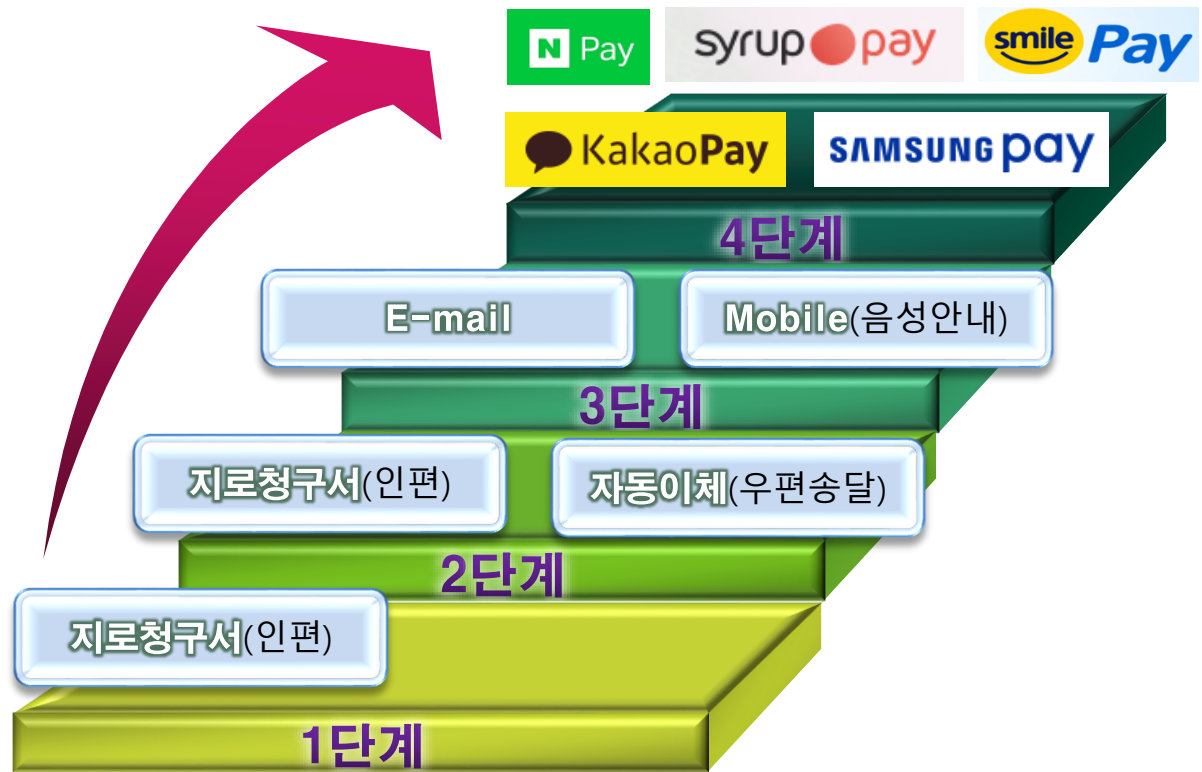 N Pay
syrup pay
smile Pay
KakaoPay
SAMSUNG pay
4단계
E-mail
Mobile(음성안내)
3단계
지로청구서(인편)
자동이체(우편송달)
2단계
지로청구서(인편)
1단계